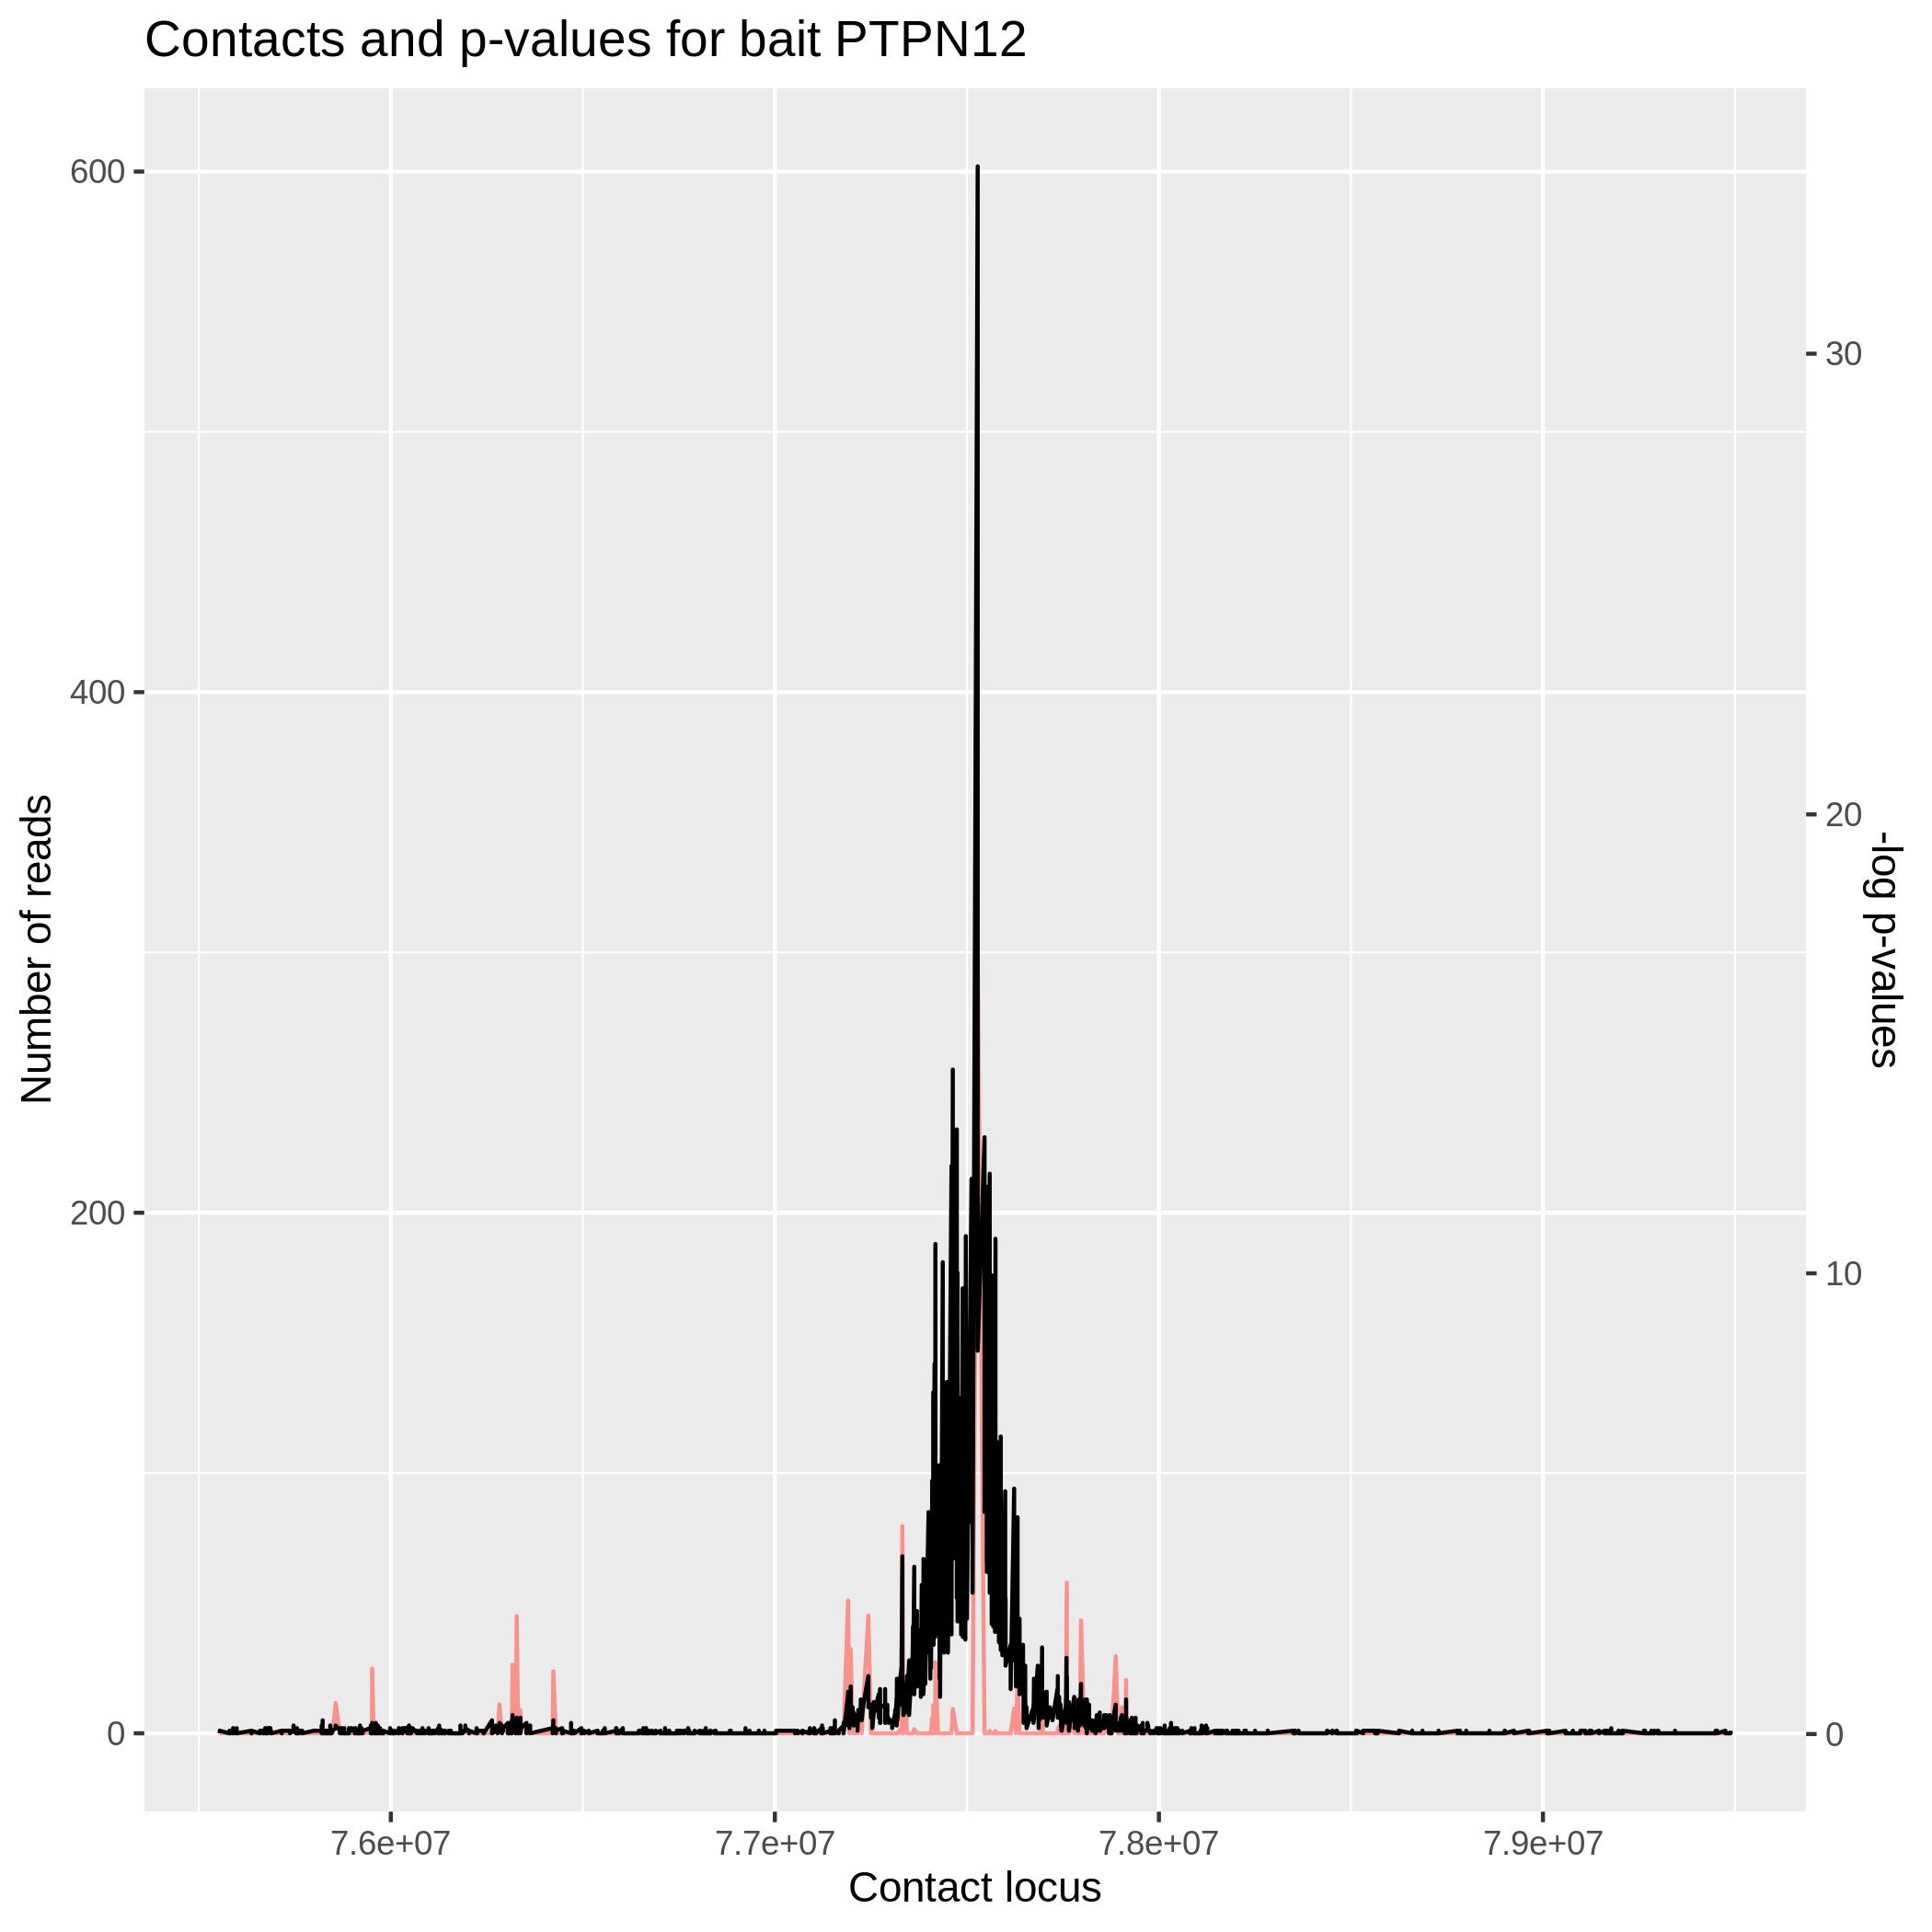 Contacts and p-values for bait PTPN12
600
400
200
0
30
20
10
0
Number of reads
-log p-values
7.6e+07
7.7e+07
7.8e+07
7.9e+07
Contact locus